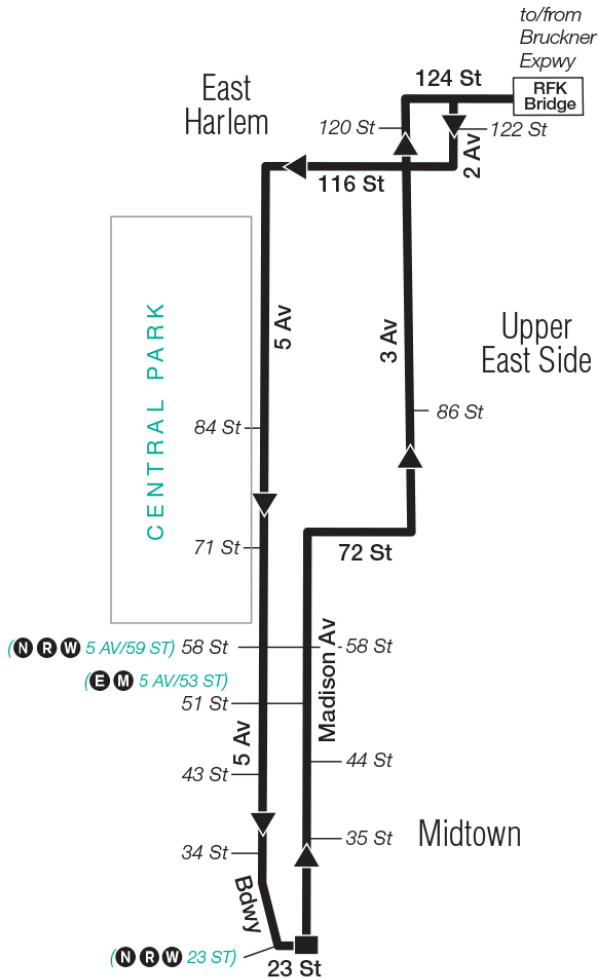 to/from
Bruckner
Expwy
124 St
RFK
Bridge
East
Harlem
120 St
122 St
2 Av
116 St
CENTRAL PARK
5 Av
3 Av
Upper
East Side
86 St
84 St
71 St
72 St
(N R W 5 AV/59 ST) 58 St
58 St
(E M 5 AV/53 ST)
51 St
Madison Av
5 Av
44 St
43 St
35 St
Midtown
34 St
Bdwy
(N R W 23 ST)
23 St